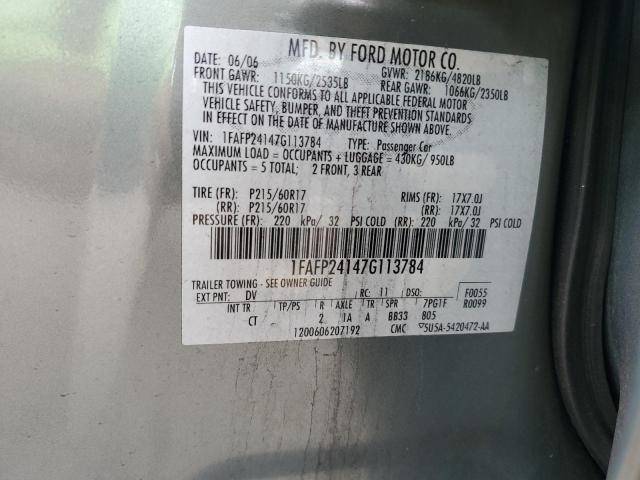 MFD. BY FORD MOTOR CO.
DATE: 06/06 GVWR: 2186KG/4820LB
FRONT GAWR: 1150KG/2535LB REAR GAWR: 1066KG/2350LB
THIS VEHICLE CONFORMS TO ALL APPLICABLE FEDERAL MOTOR
VEHICLE SAFETY, BUMPER, AND THEFT PREVENTION STANDARDS
IN EFFECT ON THE DATE OF MANUFACTURE SHOWN ABOVE.
VIN: 1FAFP24147G113784 TYPE: Passenger Car
MAXIMUM LOAD = OCCUPANTS + LUGGAGE = 430KG/ 950LB
OCCUPANTS = 5 TOTAL; 2 FRONT, 3 REAR
TIRE (FR): P215/60R17 RIMS (FR): 17X7.0J
(RR): P215/60R17 (RR): 17X7.0J
PRESSURE (FR): 220 kPa/ 32 PSI COLD (RR): 220 kPa/ 32 PSI COLD
1FAFP24147G113784
TRAILER TOWING - SEE OWNER GUIDE
EXT PNT: DV RC: 11 DSO: F0055
INT TR TP/PS R AXLE TR SPR 7PG1F R0099
CT 2 1A A BB33 805
1200606207192 CMC 5U5A-5420472-AA